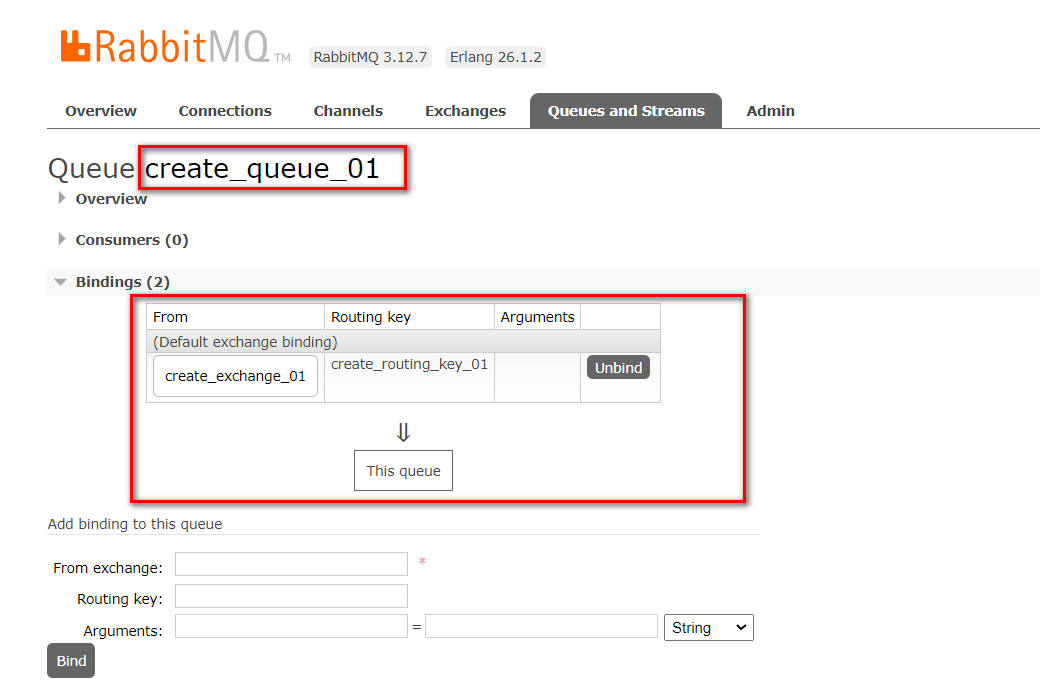 RabbitMQ TM RabbitMQ 3.12.7 Erlang 26.1.2
Overview Connections Channels Exchanges Queues and Streams Admin
Queue create_queue_01
Overview
Consumers (0)
Bindings (2)
From Routing key Arguments
(Default exchange binding)
create_exchange_01 create_routing_key_01 Unbind
⇓
This queue
Add binding to this queue
From exchange: *
Routing key:
Arguments: = String
Bind